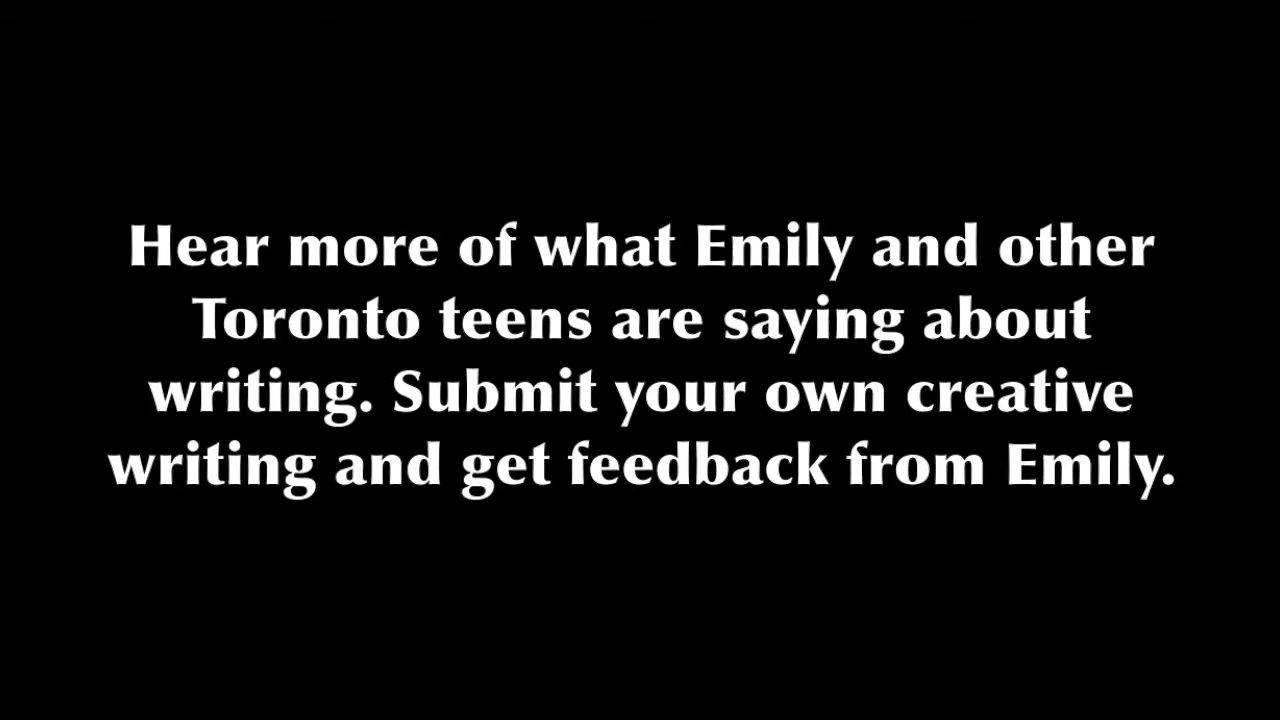 Hear more of what Emily and other
Toronto teens are saying about
writing. Submit your own creative
writing and get feedback from Emily.